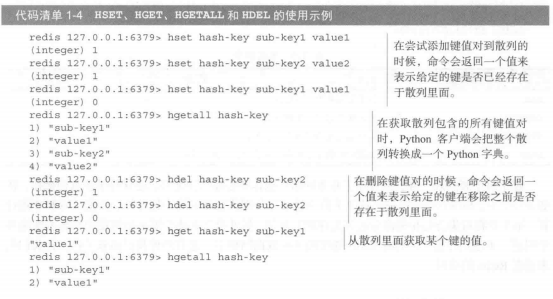 代码清单 1-4 HSET、HGET、HGETALL 和 HDEL 的使用示例
redis 127.0.0.1:6379> hset hash-key sub-key1 value1
(integer) 1
redis 127.0.0.1:6379> hset hash-key sub-key2 value2
(integer) 1
redis 127.0.0.1:6379> hset hash-key sub-key1 value1
(integer) 0
在尝试添加键值对到散列的
时候，命令会返回一个值来
表示给定的键是否已经存在
于散列里面。
redis 127.0.0.1:6379> hgetall hash-key
1) "sub-key1"
2) "value1"
3) "sub-key2"
4) "value2"
在获取散列包含的所有键值对
时，Python 客户端会把整个散
列转换成一个 Python 字典。
redis 127.0.0.1:6379> hdel hash-key sub-key2
(integer) 1
redis 127.0.0.1:6379> hdel hash-key sub-key2
(integer) 0
在删除键值对的时候，命令会返回一
个值来表示给定的键在移除之前是否
存在于散列里面。
redis 127.0.0.1:6379> hget hash-key sub-key1
"value1"
从散列里面获取某个键的值。
redis 127.0.0.1:6379> hgetall hash-key
1) "sub-key1"
2) "value1"